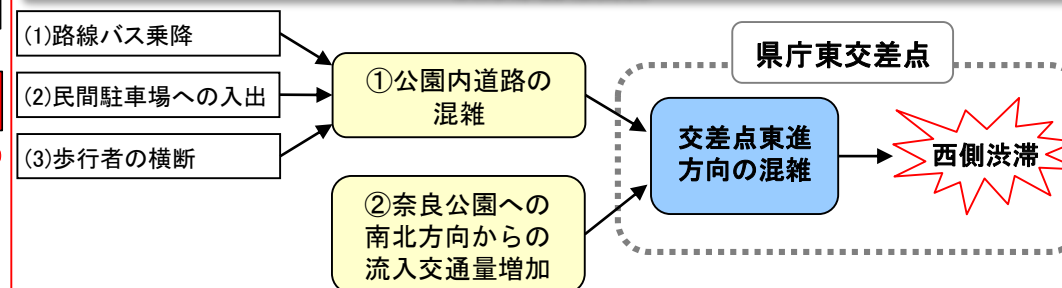 (1)路線バス乗降
(2)民間駐車場への入出
(3)歩行者の横断
①公園内道路の
混雑
②奈良公園への
南北方向からの
流入交通量増加
県庁東交差点
交差点東進
方向の混雑
西側渋滞